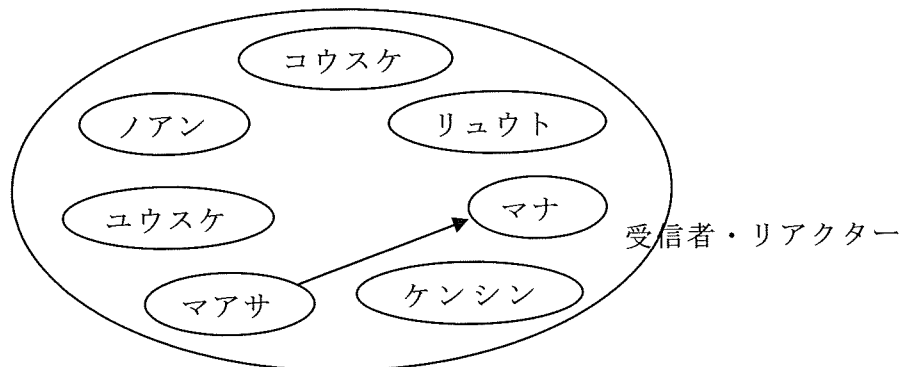 コウスケ
ノアン
リュウト
マナ
ユウスケ
受信者・リアクター
マアサ
ケンシン